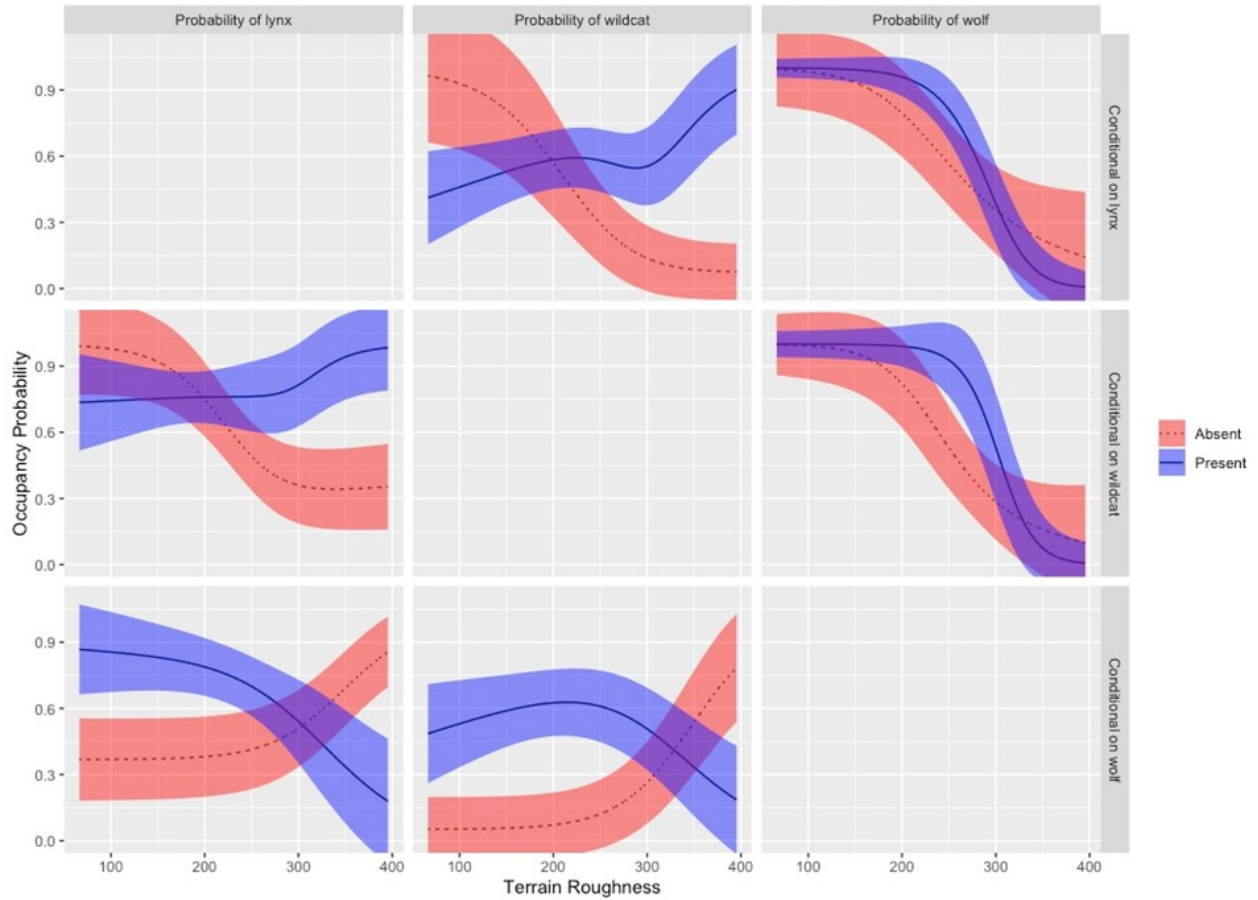 Probability of lynx
Probability of wildcat
Probability of wolf
0.9
0.6
0.3
0.0
Conditional on lynx
0.9
0.6
0.3
0.0
Conditional on wildcat
0.9
0.6
0.3
0.0
Conditional on wolf
Occupancy Probability
100 200 300 400
100 200 300 400
100 200 300 400
Terrain Roughness
Absent
Present